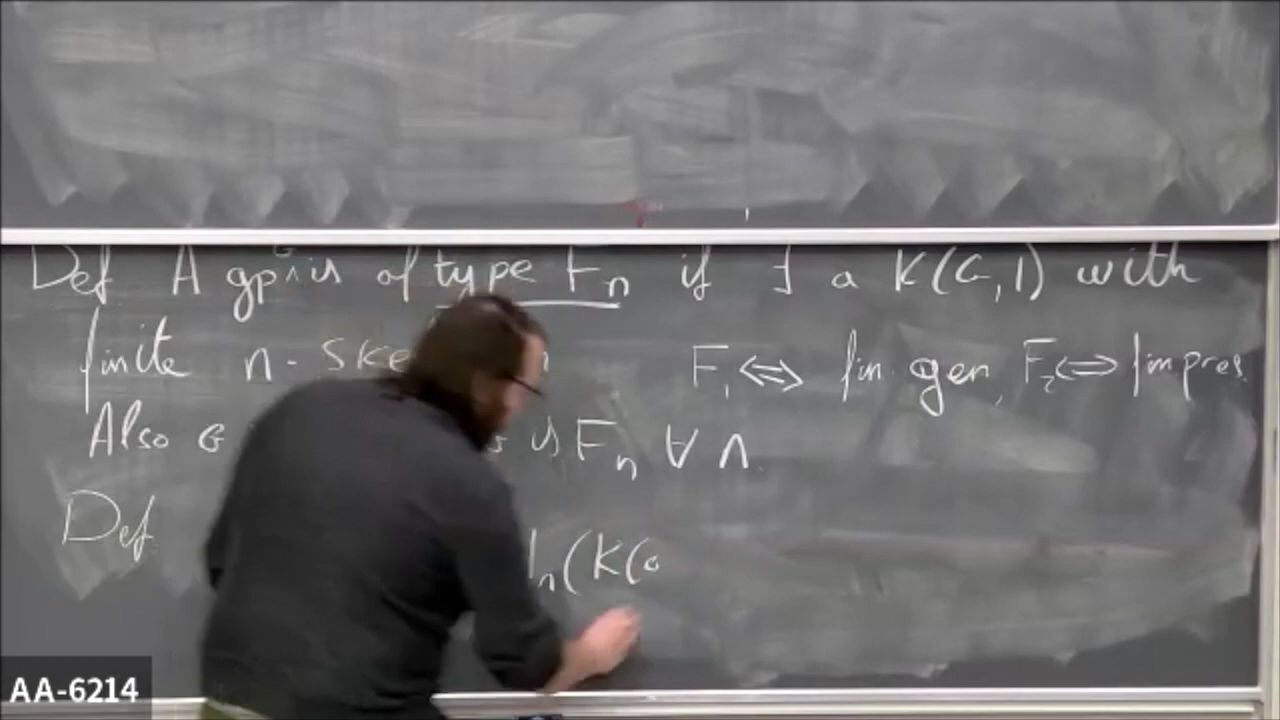 Def A gp G is of type Fn if ∃ a K(G,1) with
finite n-ske n F1 ⟺ fin. gen, F2 ⟺ fin pres.
Also G is Fn ∀ n.
Def n(K(G
AA-6214